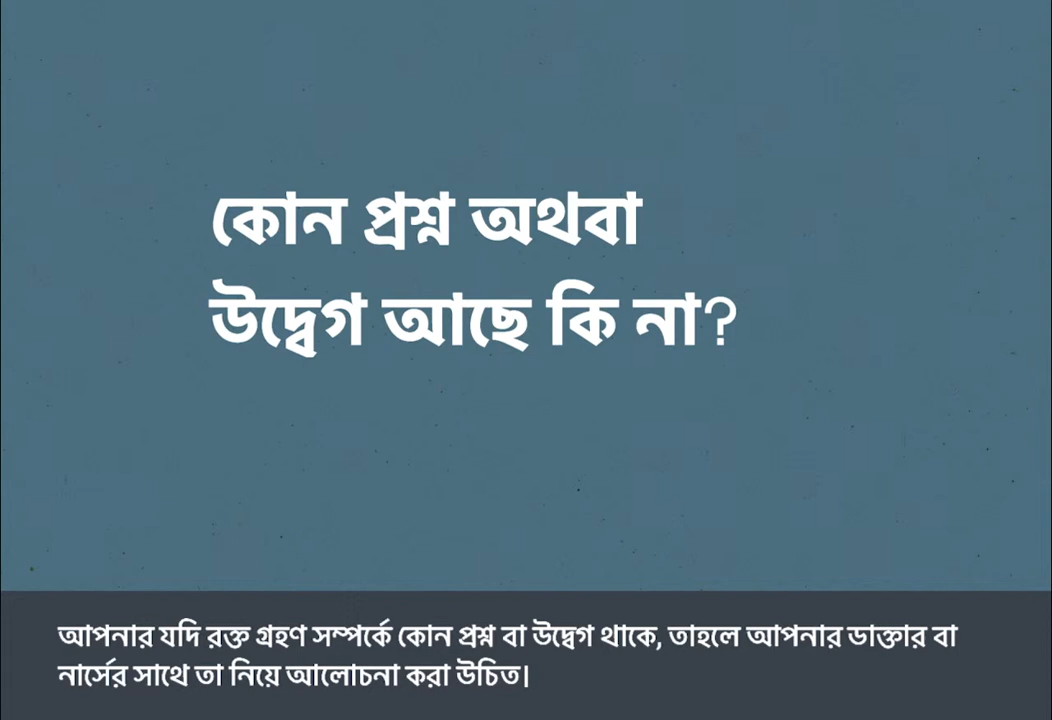 কোন প্রশ্ন অথবা
উদ্বেগ আছে কি না?
আপনার যদি রক্ত গ্রহণ সম্পর্কে কোন প্রশ্ন বা উদ্বেগ থাকে, তাহলে আপনার ডাক্তার বা
নার্সের সাথে তা নিয়ে আলোচনা করা উচিত।